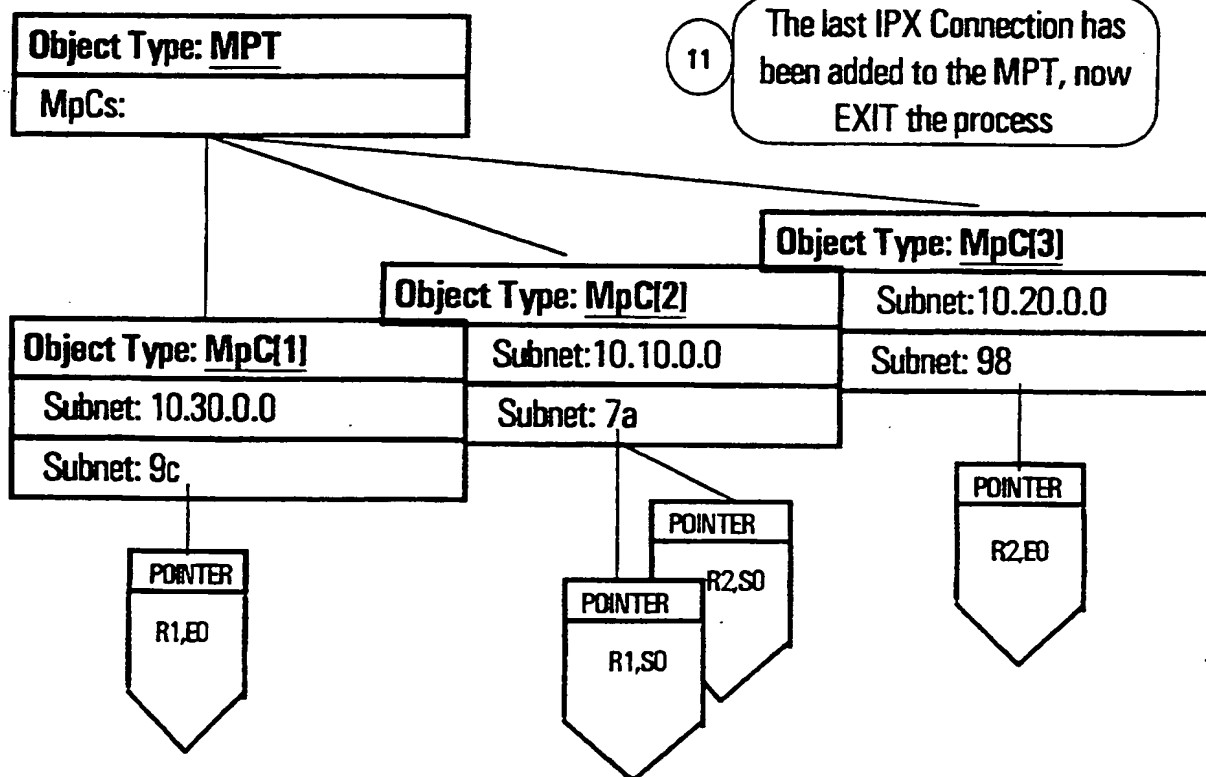 Object Type: MPT
MpCs:
11
The last IPX Connection has
been added to the MPT, now
EXIT the process
Object Type: MpC[1]
Subnet: 10.30.0.0
Subnet: 9c
POINTER
R1,E0
Object Type: MpC[2]
Subnet:10.10.0.0
Subnet: 7a
POINTER
R1,S0
POINTER
R2,S0
Object Type: MpC[3]
Subnet:10.20.0.0
Subnet: 98
POINTER
R2,E0